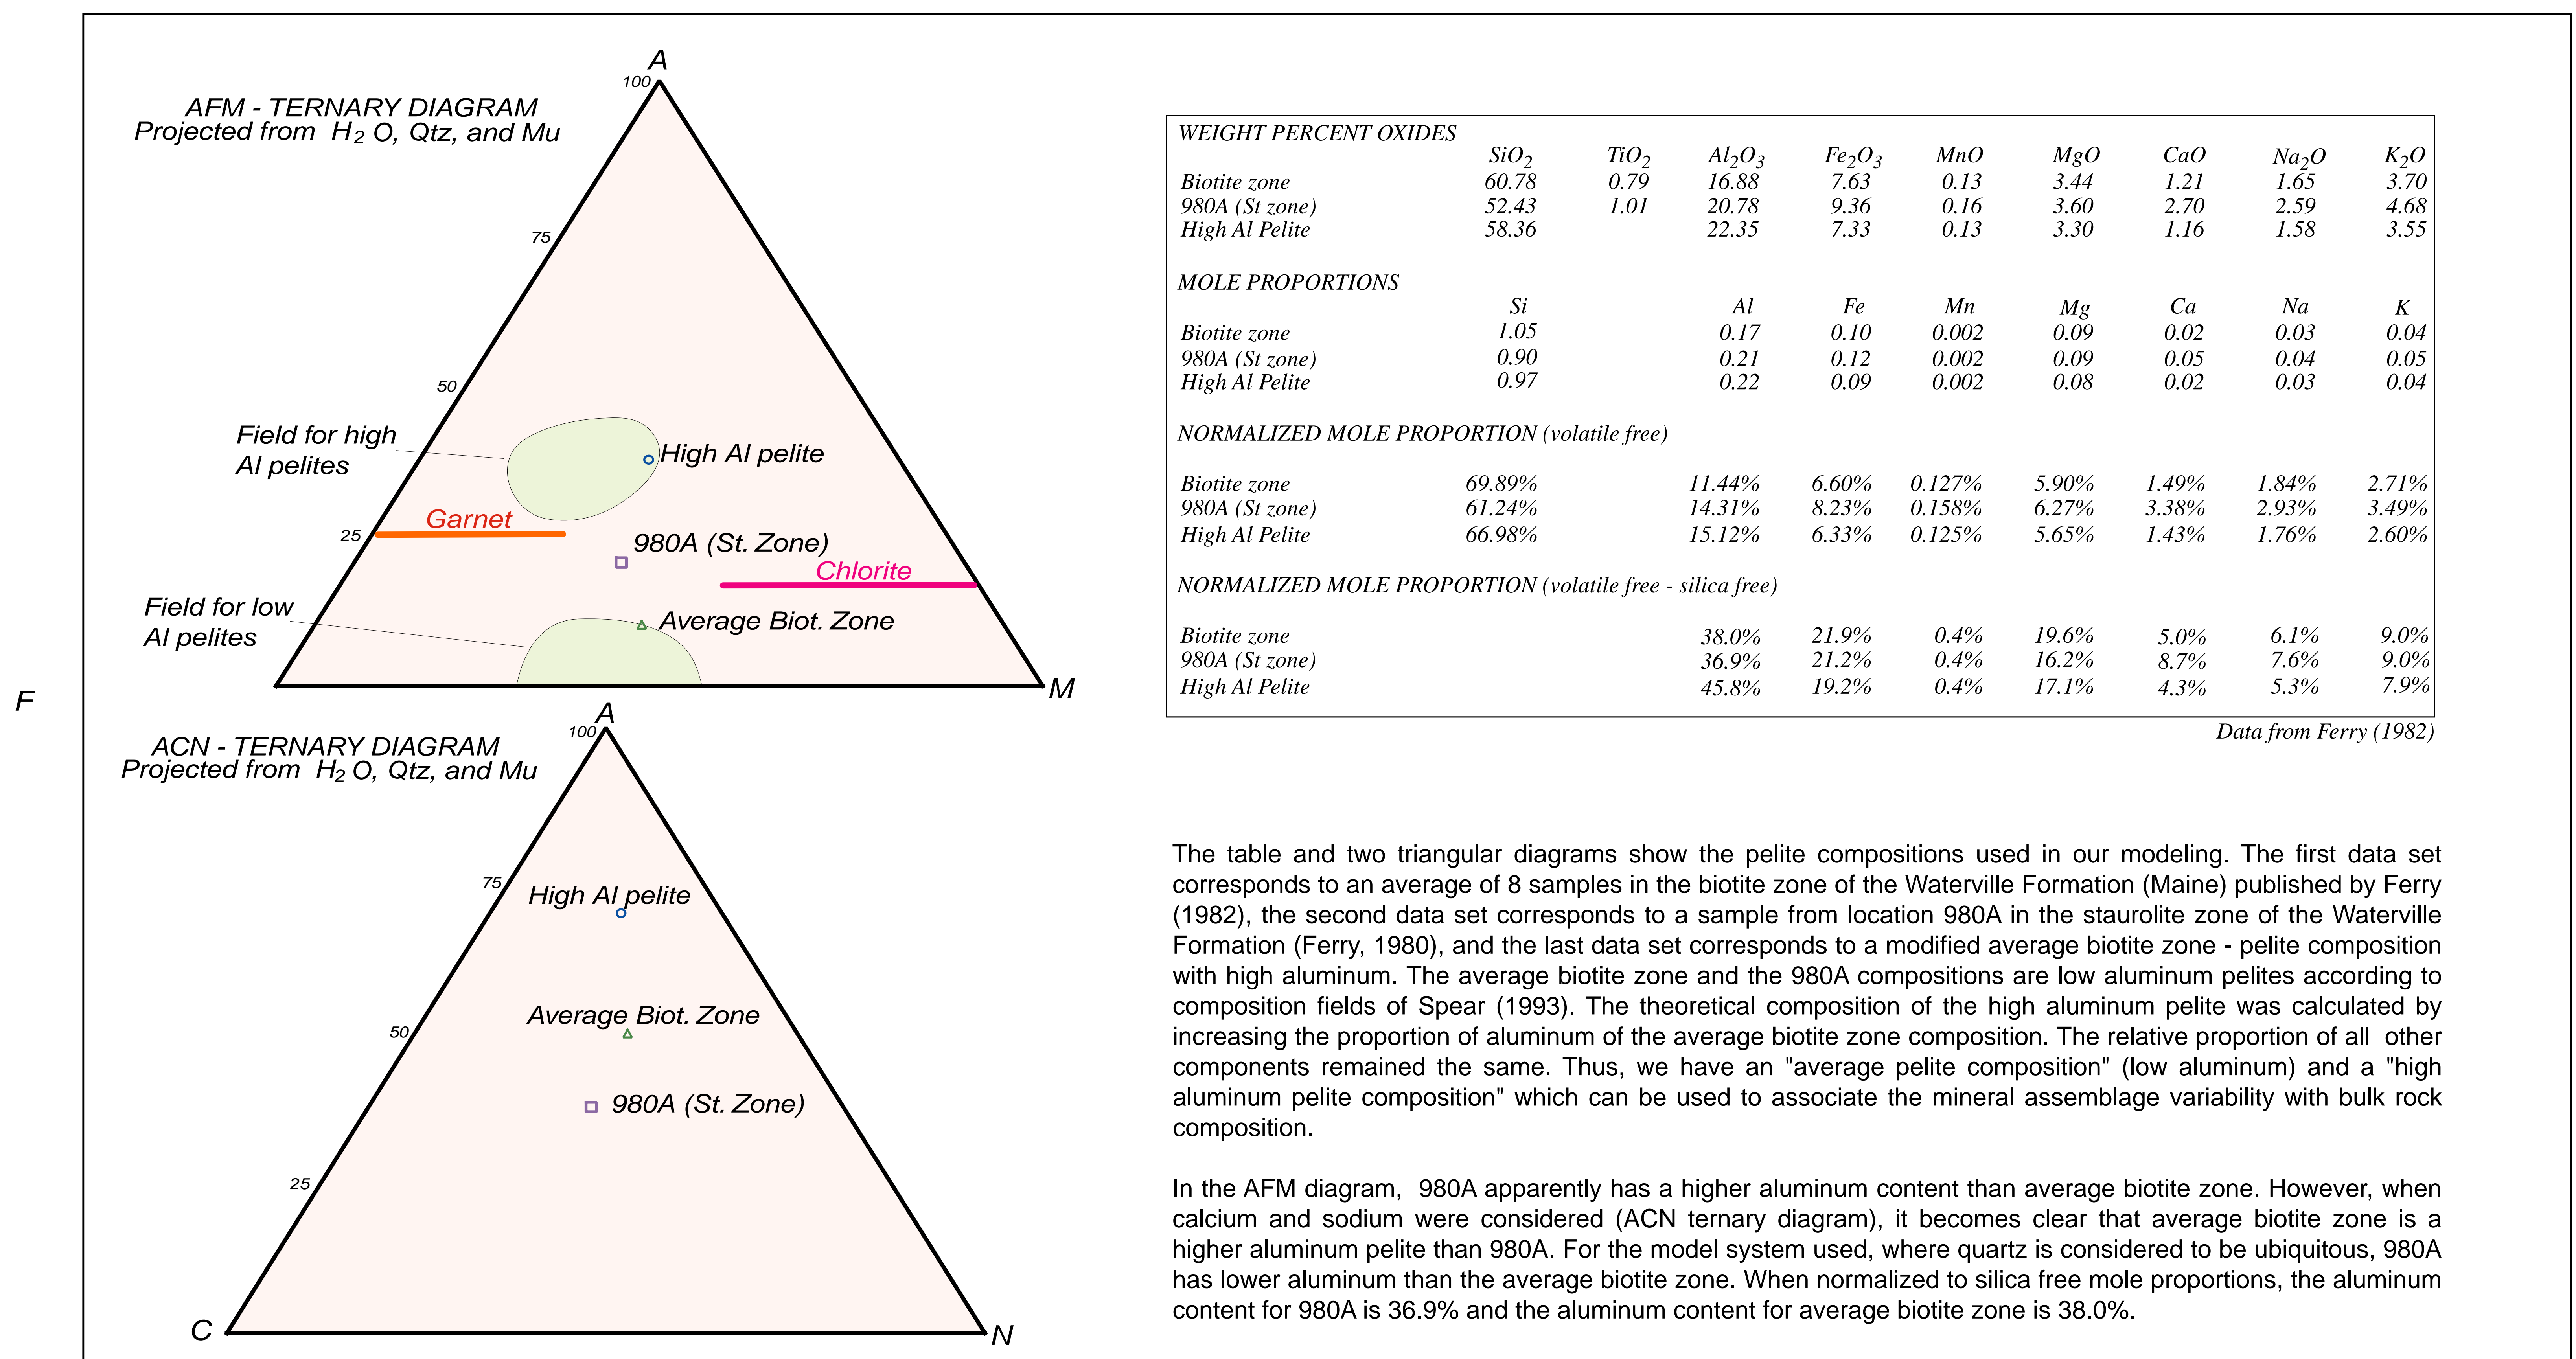 A
100
AFM - TERNARY DIAGRAM
Projected from H2 O, Qtz, and Mu
75
50
Field for high
Al pelites
High Al pelite
Garnet
25
980A (St. Zone)
Chlorite
Field for low
Al pelites
Average Biot. Zone
F
M
A
100
ACN - TERNARY DIAGRAM
Projected from H2 O, Qtz, and Mu
75
High Al pelite
Average Biot. Zone
50
980A (St. Zone)
25
C
N
WEIGHT PERCENT OXIDES
SiO2 TiO2 Al2O3 Fe2O3 MnO MgO CaO Na2O K2O
Biotite zone 60.78 0.79 16.88 7.63 0.13 3.44 1.21 1.65 3.70
980A (St zone) 52.43 1.01 20.78 9.36 0.16 3.60 2.70 2.59 4.68
High Al Pelite 58.36 22.35 7.33 0.13 3.30 1.16 1.58 3.55
MOLE PROPORTIONS
Si Al Fe Mn Mg Ca Na K
Biotite zone 1.05 0.17 0.10 0.002 0.09 0.02 0.03 0.04
980A (St zone) 0.90 0.21 0.12 0.002 0.09 0.05 0.04 0.05
High Al Pelite 0.97 0.22 0.09 0.002 0.08 0.02 0.03 0.04
NORMALIZED MOLE PROPORTION (volatile free)
Biotite zone 69.89% 11.44% 6.60% 0.127% 5.90% 1.49% 1.84% 2.71%
980A (St zone) 61.24% 14.31% 8.23% 0.158% 6.27% 3.38% 2.93% 3.49%
High Al Pelite 66.98% 15.12% 6.33% 0.125% 5.65% 1.43% 1.76% 2.60%
NORMALIZED MOLE PROPORTION (volatile free - silica free)
Biotite zone 38.0% 21.9% 0.4% 19.6% 5.0% 6.1% 9.0%
980A (St zone) 36.9% 21.2% 0.4% 16.2% 8.7% 7.6% 9.0%
High Al Pelite 45.8% 19.2% 0.4% 17.1% 4.3% 5.3% 7.9%
Data from Ferry (1982)
The table and two triangular diagrams show the pelite compositions used in our modeling. The first data set
corresponds to an average of 8 samples in the biotite zone of the Waterville Formation (Maine) published by Ferry
(1982), the second data set corresponds to a sample from location 980A in the staurolite zone of the Waterville
Formation (Ferry, 1980), and the last data set corresponds to a modified average biotite zone - pelite composition
with high aluminum. The average biotite zone and the 980A compositions are low aluminum pelites according to
composition fields of Spear (1993). The theoretical composition of the high aluminum pelite was calculated by
increasing the proportion of aluminum of the average biotite zone composition. The relative proportion of all other
components remained the same. Thus, we have an "average pelite composition" (low aluminum) and a "high
aluminum pelite composition" which can be used to associate the mineral assemblage variability with bulk rock
composition.
In the AFM diagram, 980A apparently has a higher aluminum content than average biotite zone. However, when
calcium and sodium were considered (ACN ternary diagram), it becomes clear that average biotite zone is a
higher aluminum pelite than 980A. For the model system used, where quartz is considered to be ubiquitous, 980A
has lower aluminum than the average biotite zone. When normalized to silica free mole proportions, the aluminum
content for 980A is 36.9% and the aluminum content for average biotite zone is 38.0%.